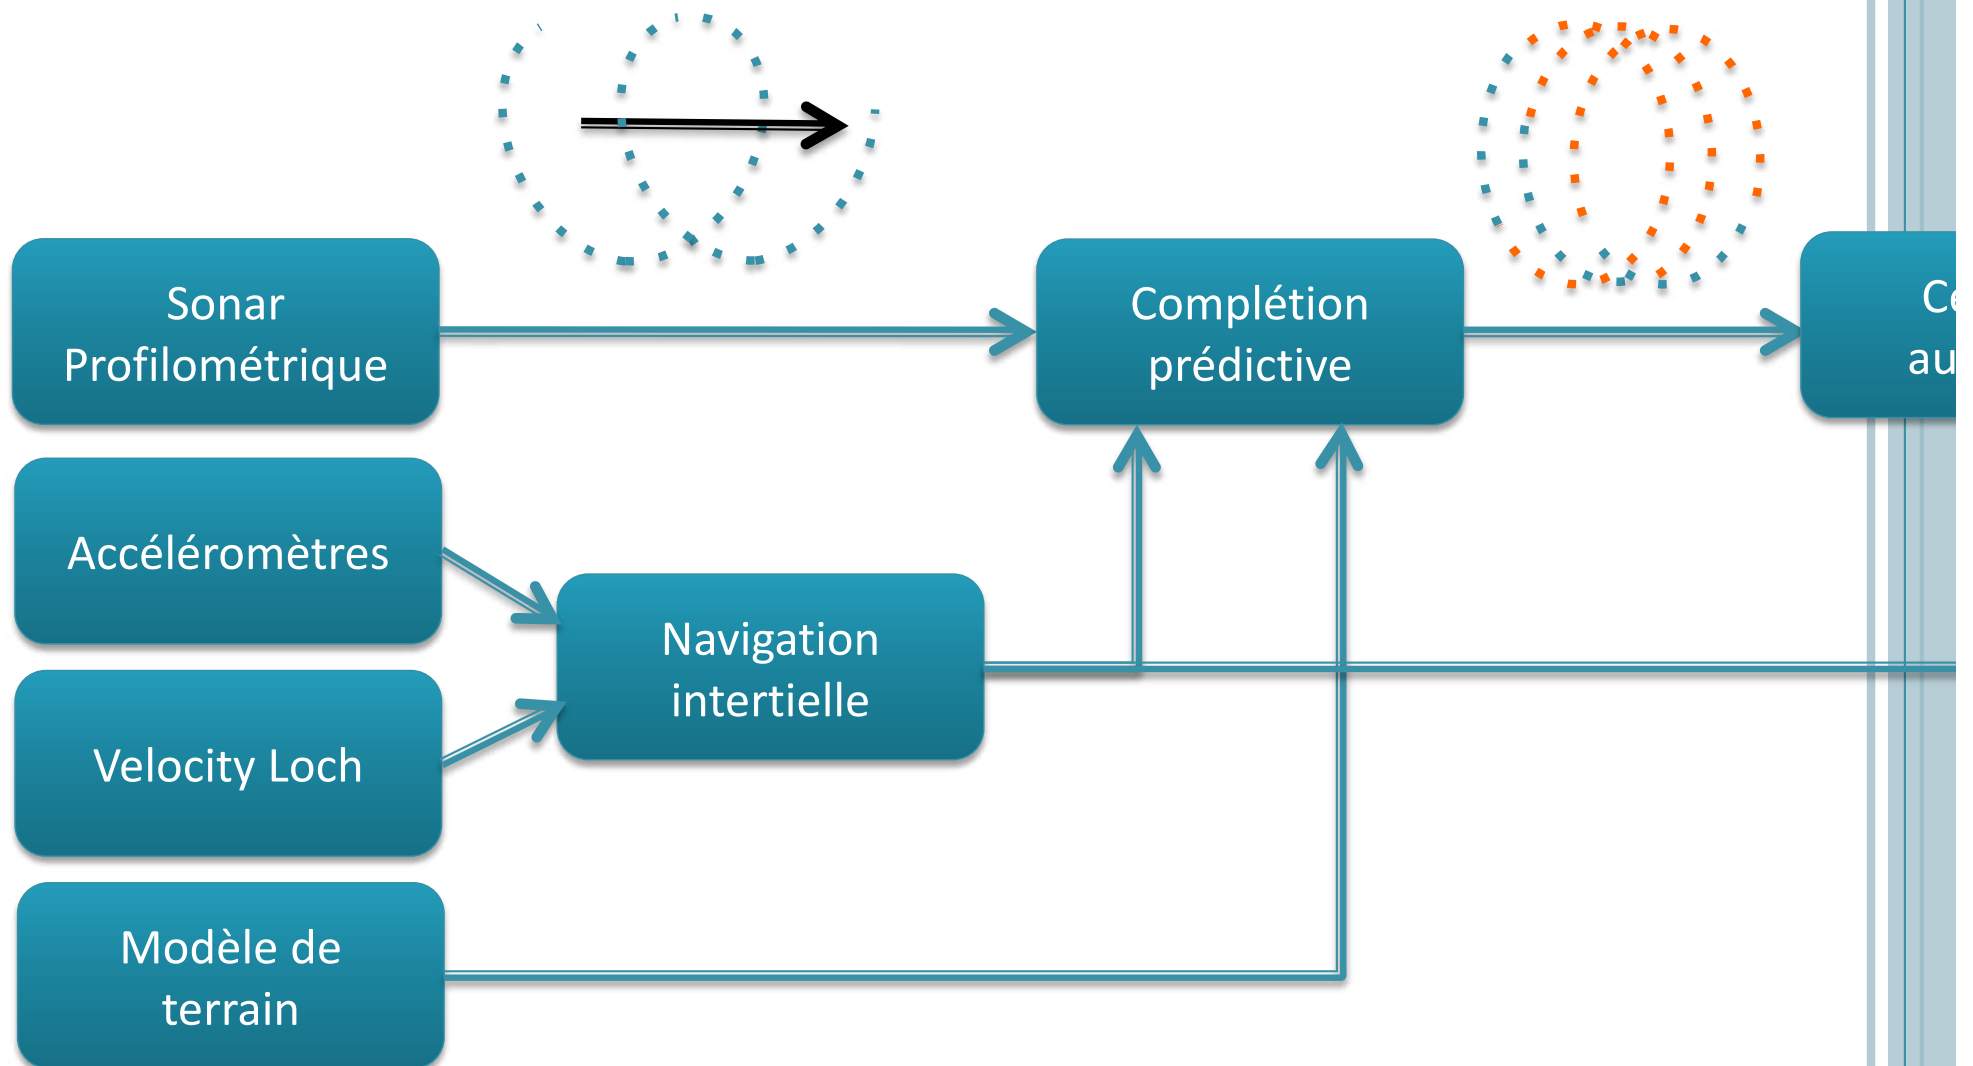 Sonar
Profilométrique
Complétion
prédictive
Accéléromètres
Navigation
intertielle
Velocity Loch
Modèle de
terrain